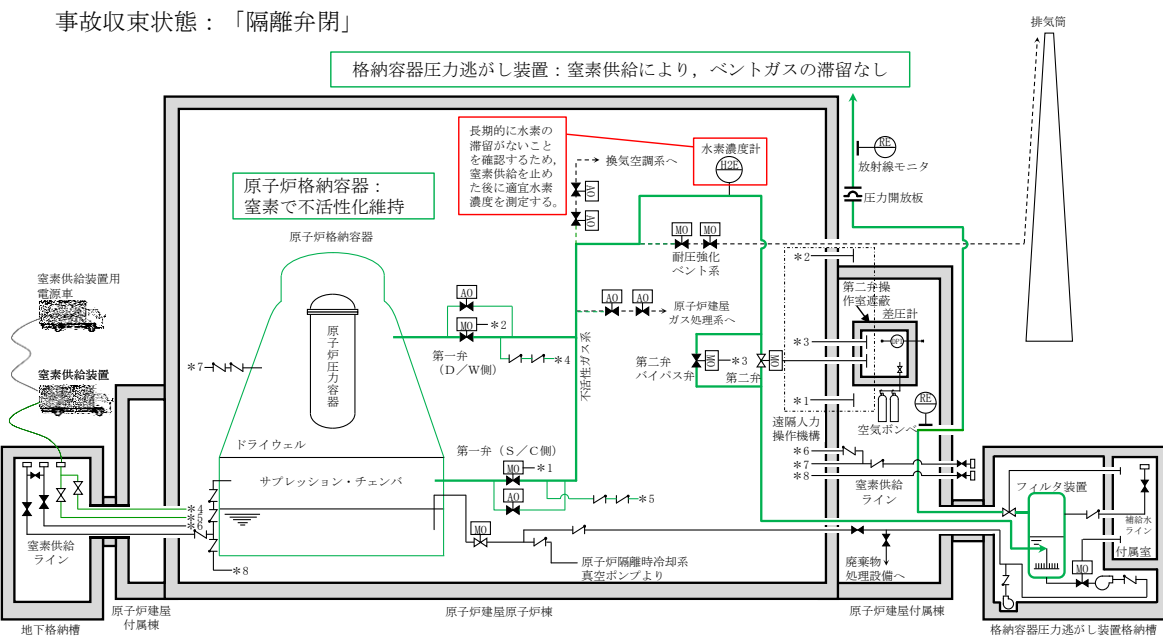 事故収束状態：「隔離弁閉」
排気筒
格納容器圧力逃がし装置：窒素供給により，ベントガスの滞留なし
長期的に水素の
滞留がないこと
を確認するため，
窒素供給を止め
た後に適宜水素
濃度を測定する。
水素濃度計
H2E
RE
放射線モニタ
換気空調系へ
AO
AO
圧力開放板
原子炉格納容器：
窒素で不活性化維持
原子炉格納容器
MO
MO
耐圧強化
ベント系
＊2
窒素供給装置用
電源車
第二弁操
作室遮蔽
差圧計
AO
MO
＊2
AO
AO
原子炉建屋
ガス処理系へ
原子炉圧力容器
第一弁
（D／W側）
＊4
不活性ガス系
第二弁
バイパス弁
MO
＊3
第二弁
MO
＊3
DPI
＊7
窒素供給装置
＊1
遠隔人力
操作機構
空気ボンベ
RE
ドライウェル
第一弁（S／C側）
MO
＊1
AO
＊5
サプレッション・チェンバ
＊6
＊7
＊8
窒素供給
ライン
フィルタ装置
補給水
ライン
付属室
MO
＊4
＊5
＊6
窒素供給
ライン
＊8
MO
原子炉隔離時冷却系
真空ポンプより
廃棄物
処理設備へ
地下格納槽
原子炉建屋
付属棟
原子炉建屋原子炉棟
原子炉建屋付属棟
格納容器圧力逃がし装置格納槽